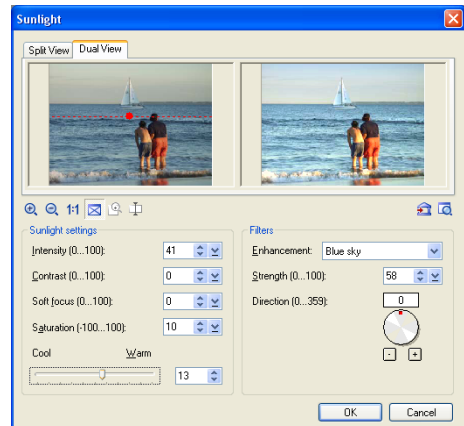 Sunlight
Split View Dual View
1:1
Sunlight settings
Intensity (0...100): 41
Contrast (0...100): 0
Soft focus (0...100): 0
Saturation (-100...100): 10
Cool Warm
13
Filters
Enhancement: Blue sky
Strength (0...100): 58
Direction (0...359): 0
- +
OK Cancel